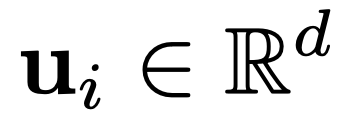 𝐮ᵢ ∈ ℝᵈ